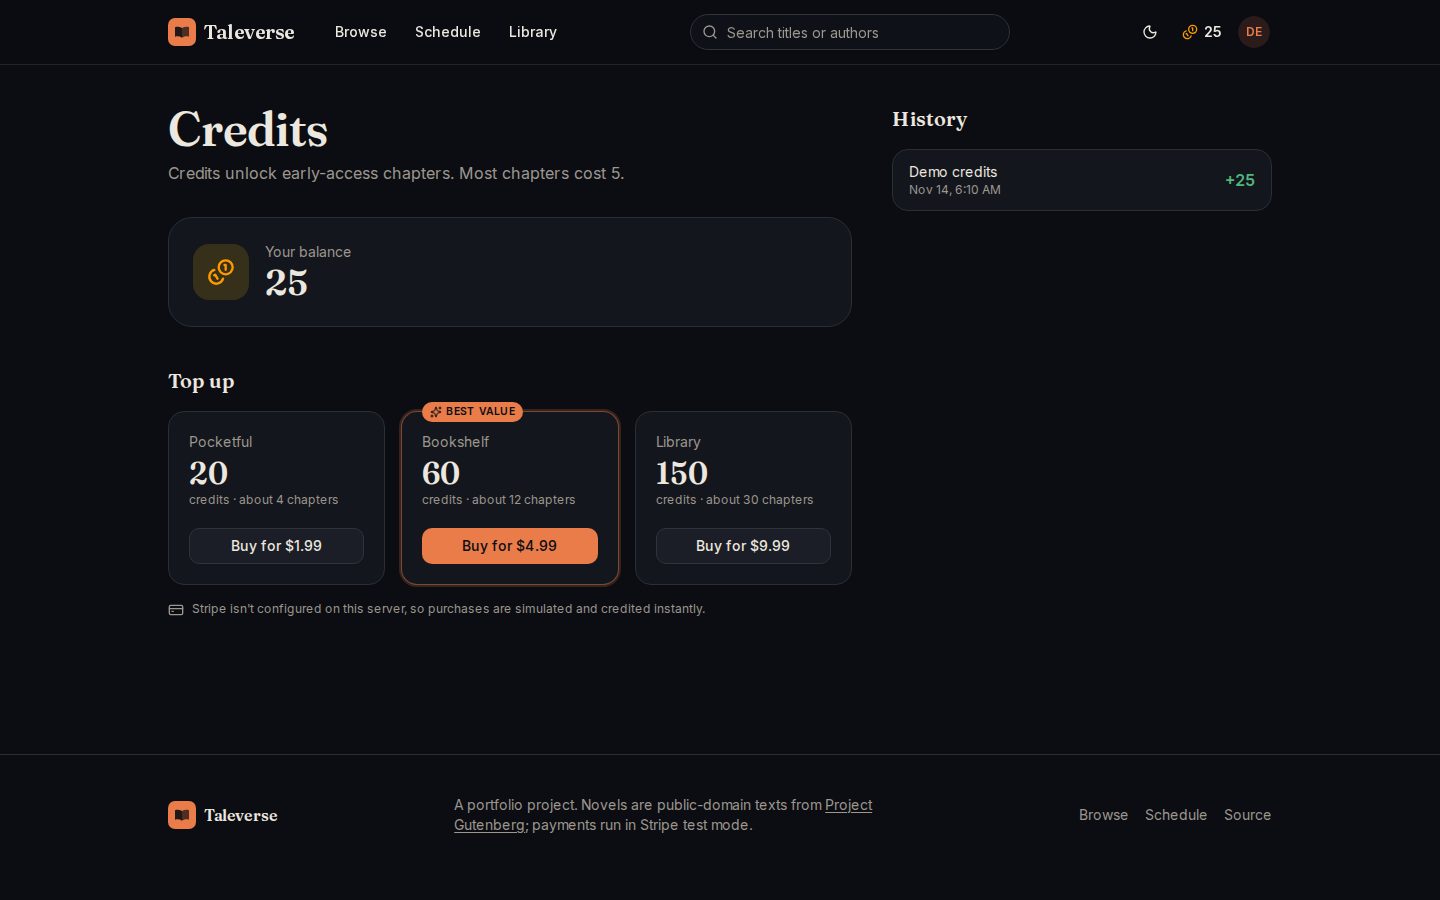 Taleverse
Browse
Schedule
Library
Search titles or authors
25
DE
Credits
Credits unlock early-access chapters. Most chapters cost 5.
Your balance
25
Top up
Pocketful
20
credits · about 4 chapters
Buy for $1.99
BEST VALUE
Bookshelf
60
credits · about 12 chapters
Buy for $4.99
Library
150
credits · about 30 chapters
Buy for $9.99
Stripe isn't configured on this server, so purchases are simulated and credited instantly.
History
Demo credits
Nov 14, 6:10 AM
+25
Taleverse
A portfolio project. Novels are public-domain texts from Project
Gutenberg; payments run in Stripe test mode.
Browse
Schedule
Source